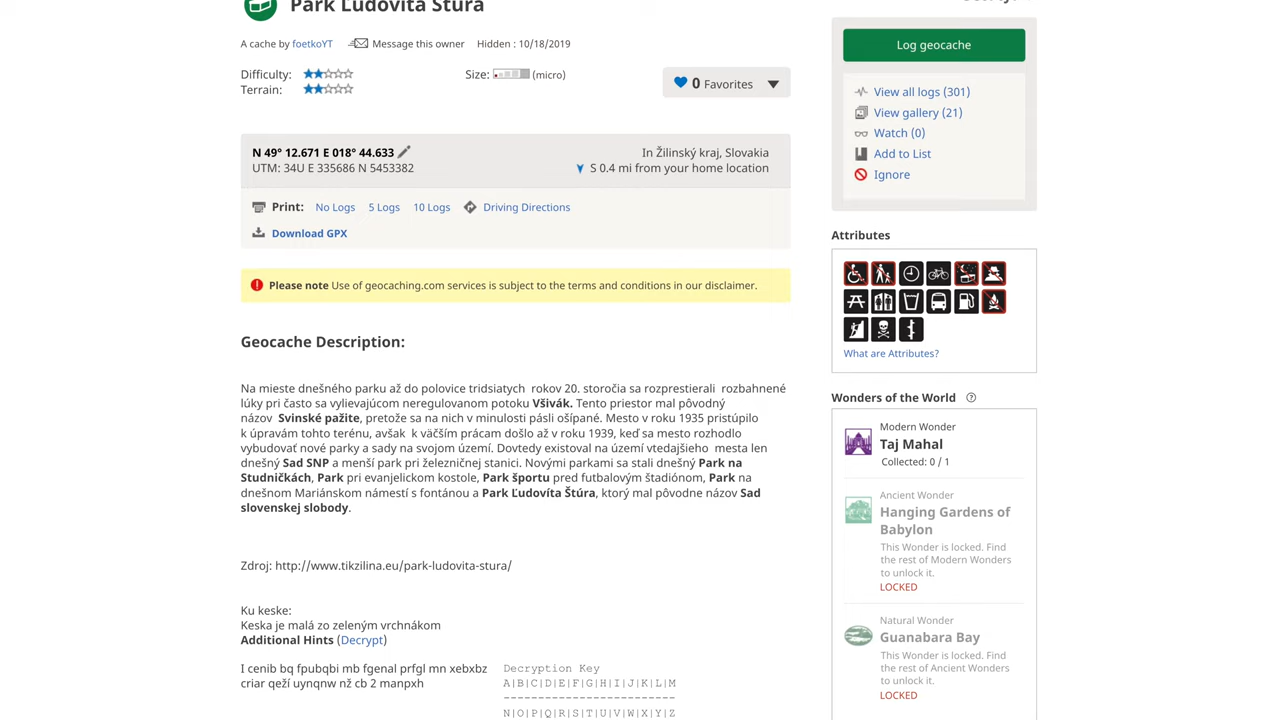 Park Ľudovíta Štúra
A cache by foetkoYT Message this owner Hidden : 10/18/2019
Difficulty:
Terrain:
Size: (micro)
0 Favorites
N 49° 12.671 E 018° 44.633
UTM: 34U E 335686 N 5453382
In Žilinský kraj, Slovakia
S 0.4 mi from your home location
Print: No Logs 5 Logs 10 Logs Driving Directions
Download GPX
Please note Use of geocaching.com services is subject to the terms and conditions in our disclaimer.
Geocache Description:
Na mieste dnešného parku až do polovice tridsiatych rokov 20. storočia sa rozprestierali rozbahnené
lúky pri často sa vylievajúcom neregulovanom potoku Všivák. Tento priestor mal pôvodný
názov Svinské pažite, pretože sa na nich v minulosti pásli ošípané. Mesto v roku 1935 pristúpilo
k úpravám tohto terénu, avšak k väčším prácam došlo až v roku 1939, keď sa mesto rozhodlo
vybudovať nové parky a sady na svojom území. Dovtedy existoval na území vtedajšieho mesta len
dnešný Sad SNP a menší park pri železničnej stanici. Novými parkami sa stali dnešný Park na
Studničkách, Park pri evanjelickom kostole, Park športu pred futbalovým štadiónom, Park na
dnešnom Mariánskom námestí s fontánou a Park Ľudovíta Štúra, ktorý mal pôvodne názov Sad
slovenskej slobody.
Zdroj: http://www.tikzilina.eu/park-ludovita-stura/
Ku keske:
Keska je malá zo zeleným vrchnákom
Additional Hints (Decrypt)
I cenib bq fpubqbi mb fgenal prfgl mn xebxbz
criar qeží uynqnw nž cb 2 manpxh
Decryption Key
A|B|C|D|E|F|G|H|I|J|K|L|M
-------------------------
N|O|P|Q|R|S|T|U|V|W|X|Y|Z
Log geocache
View all logs (301)
View gallery (21)
Watch (0)
Add to List
Ignore
Attributes
What are Attributes?
Wonders of the World
Modern Wonder
Taj Mahal
Collected: 0 / 1
Ancient Wonder
Hanging Gardens of
Babylon
This Wonder is locked. Find
the rest of Modern Wonders
to unlock it.
LOCKED
Natural Wonder
Guanabara Bay
This Wonder is locked. Find
the rest of Ancient Wonders
to unlock it.
LOCKED